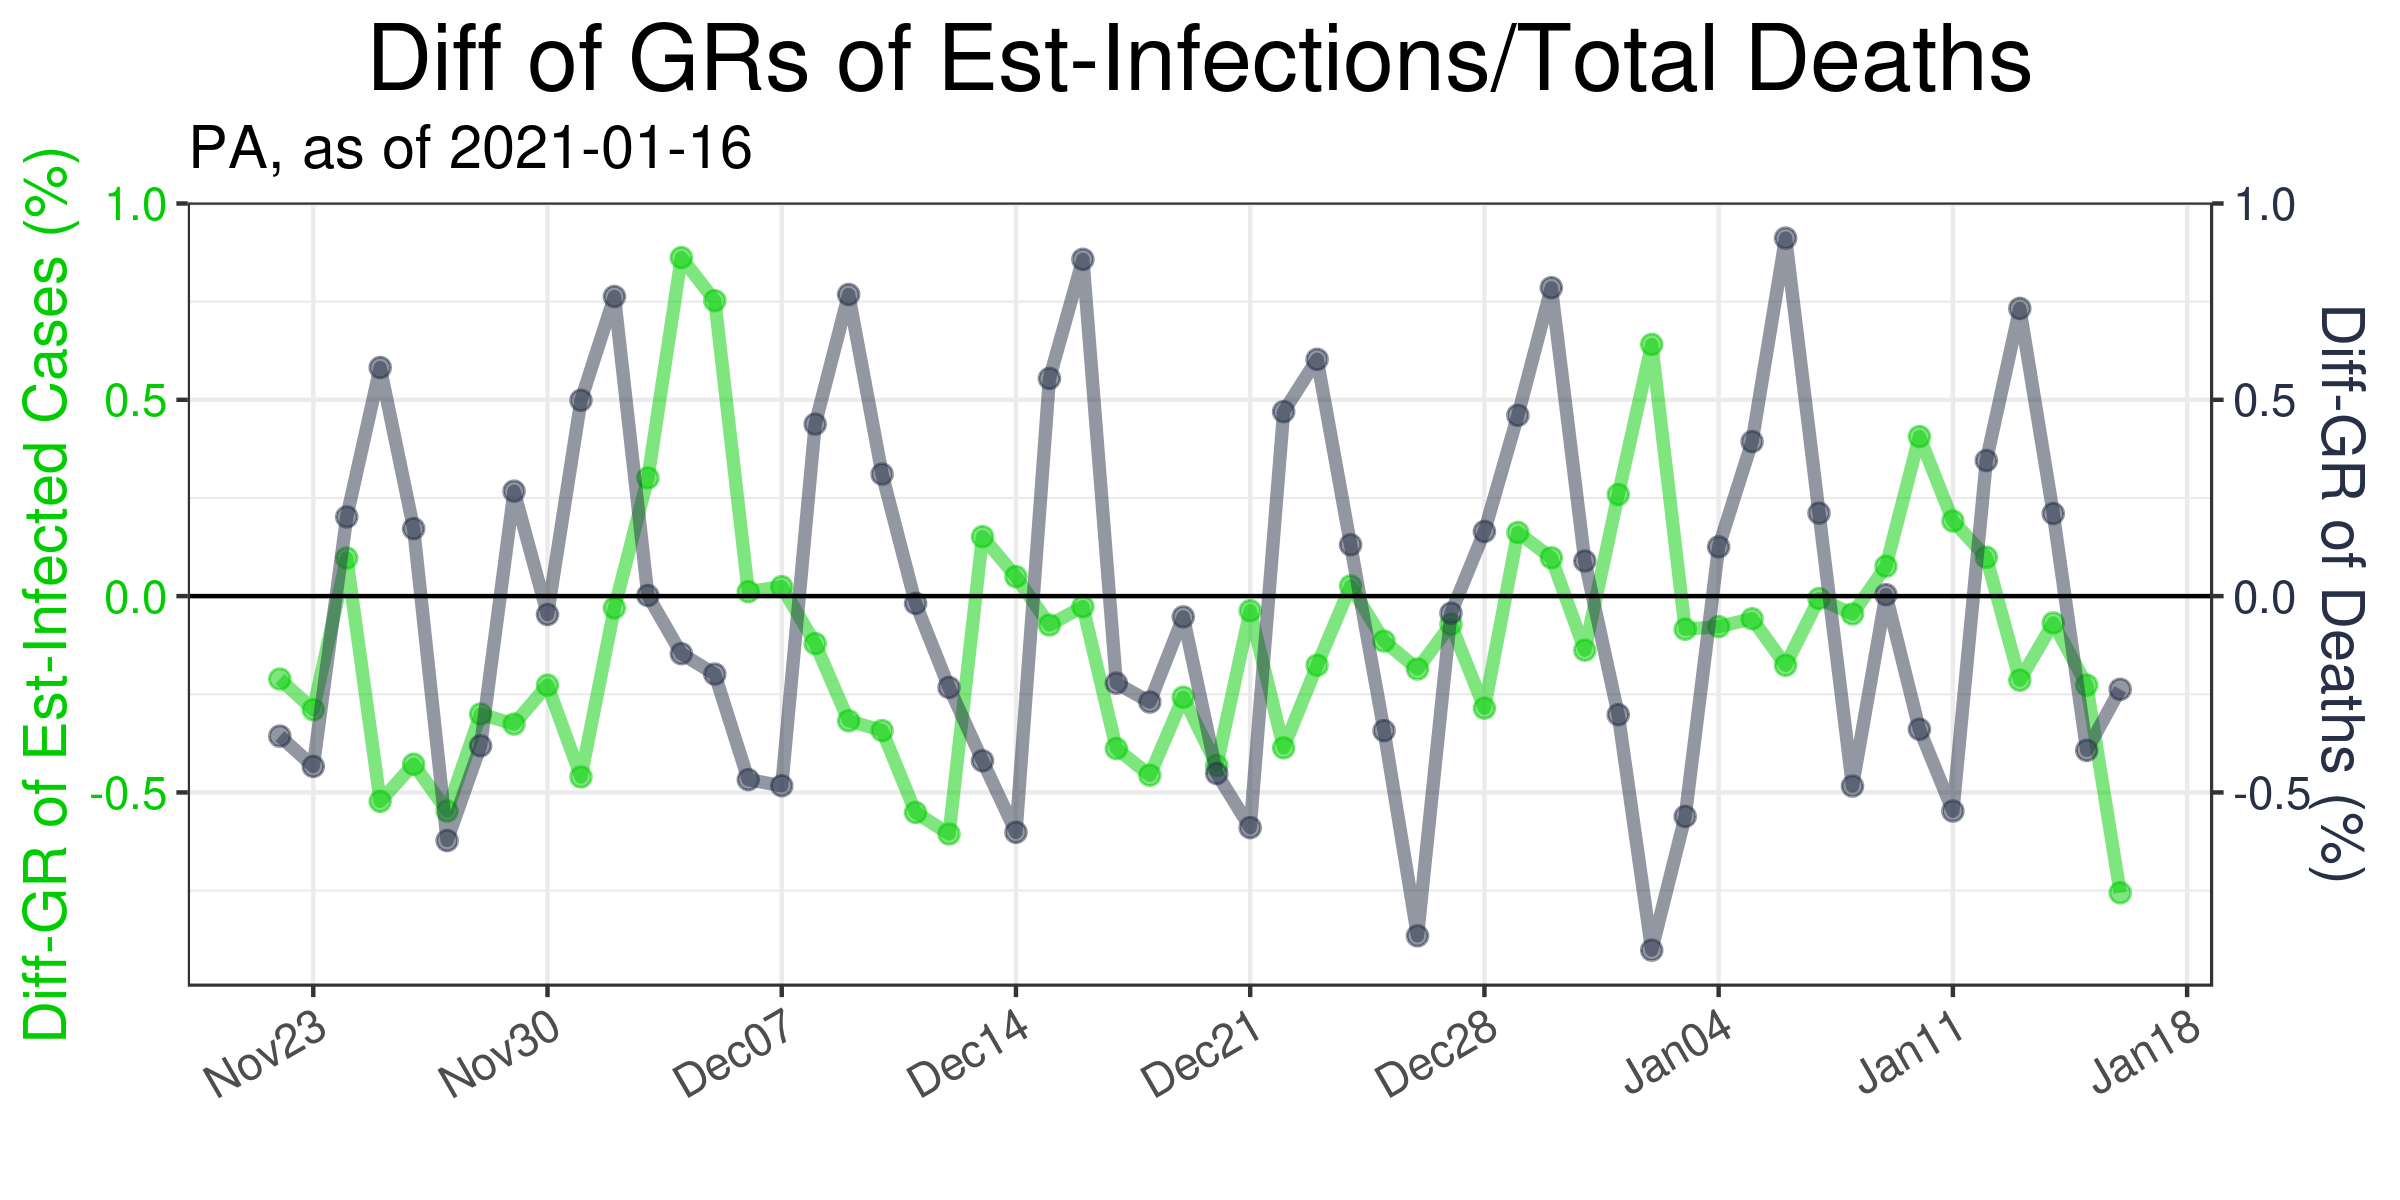 Diff of GRs of Est-Infections/Total Deaths
PA, as of 2021-01-16
Diff-GR of Est-Infected Cases (%)
1.0
0.5
0.0
-0.5
1.0
0.5
0.0
-0.5
Diff-GR of Deaths (%)
Nov23
Nov30
Dec07
Dec14
Dec21
Dec28
Jan04
Jan11
Jan18